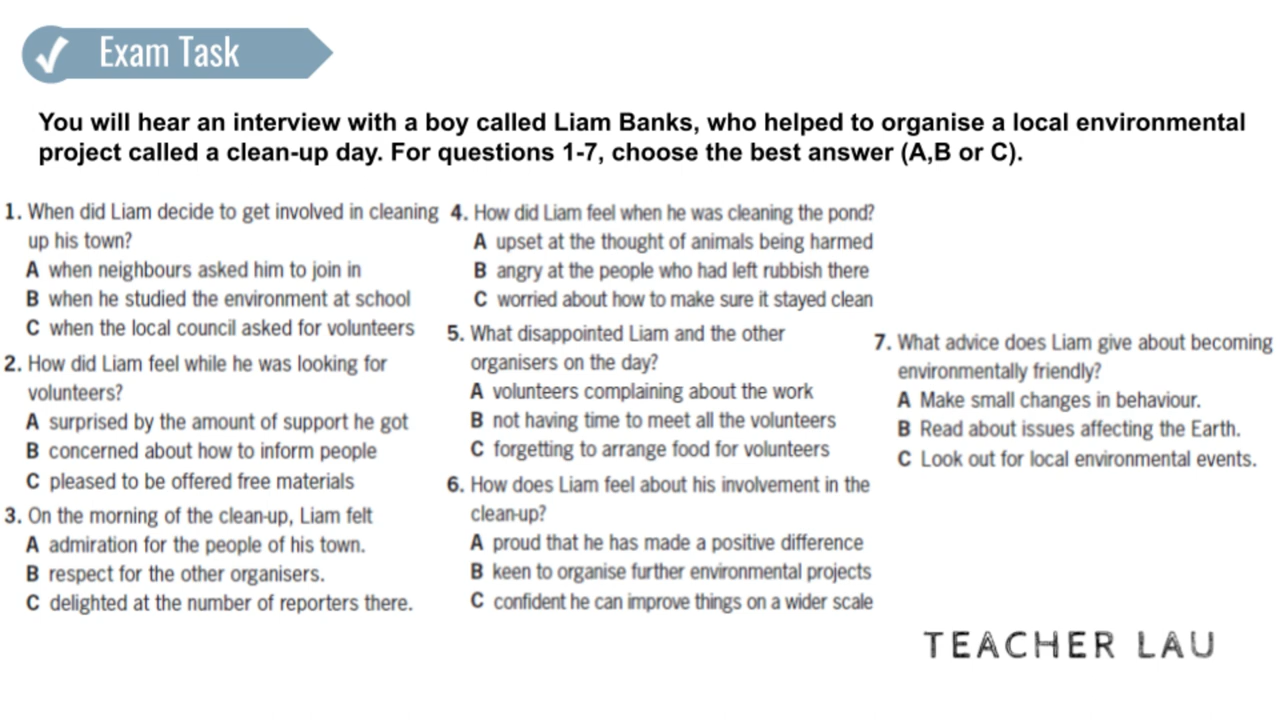 Exam Task
You will hear an interview with a boy called Liam Banks, who helped to organise a local environmental
project called a clean-up day. For questions 1-7, choose the best answer (A,B or C).
1. When did Liam decide to get involved in cleaning
up his town?
A when neighbours asked him to join in
B when he studied the environment at school
C when the local council asked for volunteers
2. How did Liam feel while he was looking for
volunteers?
A surprised by the amount of support he got
B concerned about how to inform people
C pleased to be offered free materials
3. On the morning of the clean-up, Liam felt
A admiration for the people of his town.
B respect for the other organisers.
C delighted at the number of reporters there.
4. How did Liam feel when he was cleaning the pond?
A upset at the thought of animals being harmed
B angry at the people who had left rubbish there
C worried about how to make sure it stayed clean
5. What disappointed Liam and the other
organisers on the day?
A volunteers complaining about the work
B not having time to meet all the volunteers
C forgetting to arrange food for volunteers
6. How does Liam feel about his involvement in the
clean-up?
A proud that he has made a positive difference
B keen to organise further environmental projects
C confident he can improve things on a wider scale
7. What advice does Liam give about becoming
environmentally friendly?
A Make small changes in behaviour.
B Read about issues affecting the Earth.
C Look out for local environmental events.
TEACHER LAU